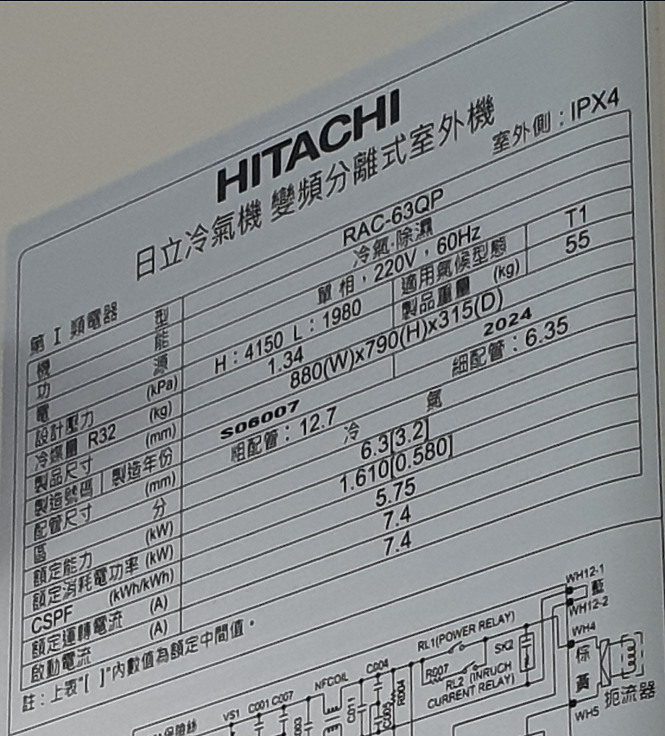 HITACHI
日立冷氣機 變頻分離式室外機
第 I 類電器 室外側：IPX4
機型 RAC-63QP
功能 冷氣·除濕
電源 單相，220V，60Hz 適用氣候型態 T1
設計壓力 (kPa) H：4150 L：1980 製品重量 (kg) 55
冷媒量 R32 (kg) 1.34
製品尺寸 (mm) 880(W)x790(H)x315(D)
製造號碼 製造年份 S06007 2024
配管尺寸 (mm) 粗配管：12.7 細配管：6.35
區分 冷氣
額定能力 (kW) 6.3[3.2]
額定消耗電功率 (kW) 1.610[0.580]
CSPF (kWh/kWh) 5.75
額定運轉電流 (A) 7.4
啟動電流 (A) 7.4
註：上表"[ ]"內數值為額定中間值。
WH12-1
藍
WH12-2
RL1(POWER RELAY)
WH4
SK2
棕
R007
RL2 (INRUCH
CURRENT RELAY)
NFCOIL
C004
R004
黃
扼流器
WH5
VS1 C001 C007
保險絲